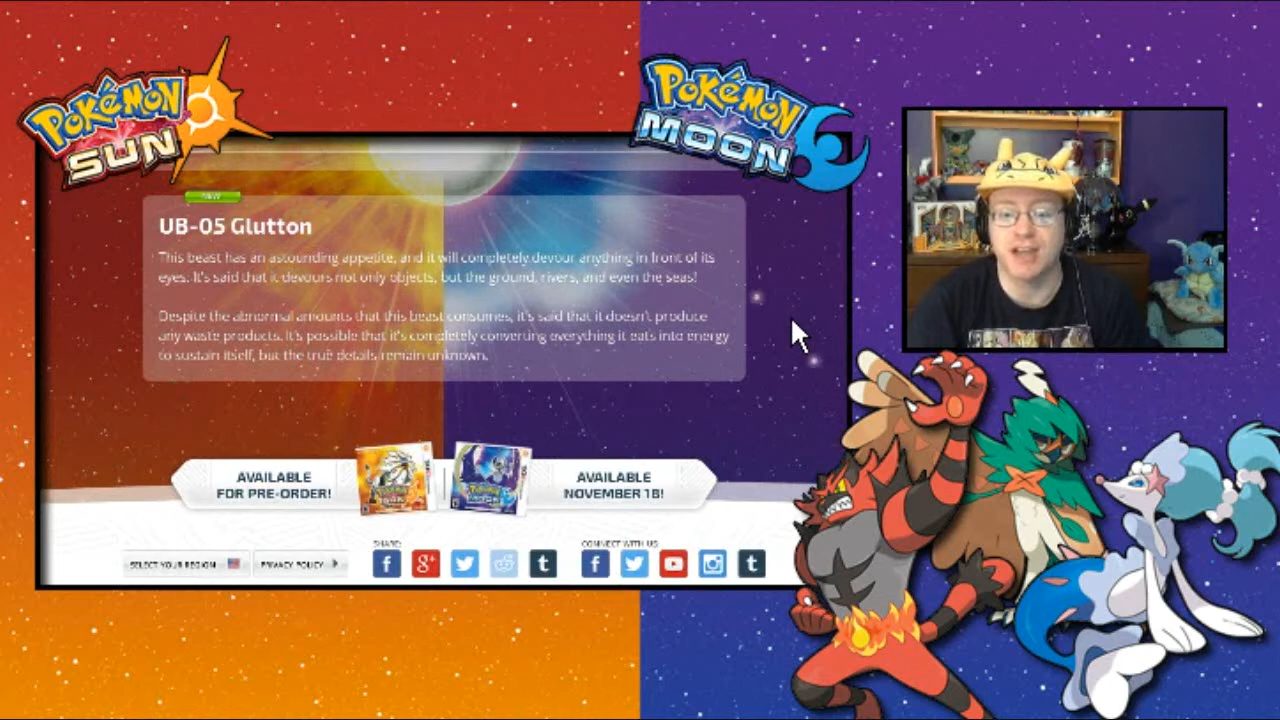 POKéMON
SUN
POKéMON
MOON
NEW
UB-05 Glutton
This beast has an astounding appetite, and it will completely devour anything in front of its
eyes. It's said that it devours not only objects, but the ground, rivers, and even the seas!
Despite the abnormal amounts that this beast consumes, it's said that it doesn't produce
any waste products. It's possible that it's completely converting everything it eats into energy
to sustain itself, but the true details remain unknown.
AVAILABLE
FOR PRE-ORDER!
AVAILABLE
NOVEMBER 18!
SHARE:
CONNECT WITH US:
SELECT YOUR REGION
PRIVACY POLICY